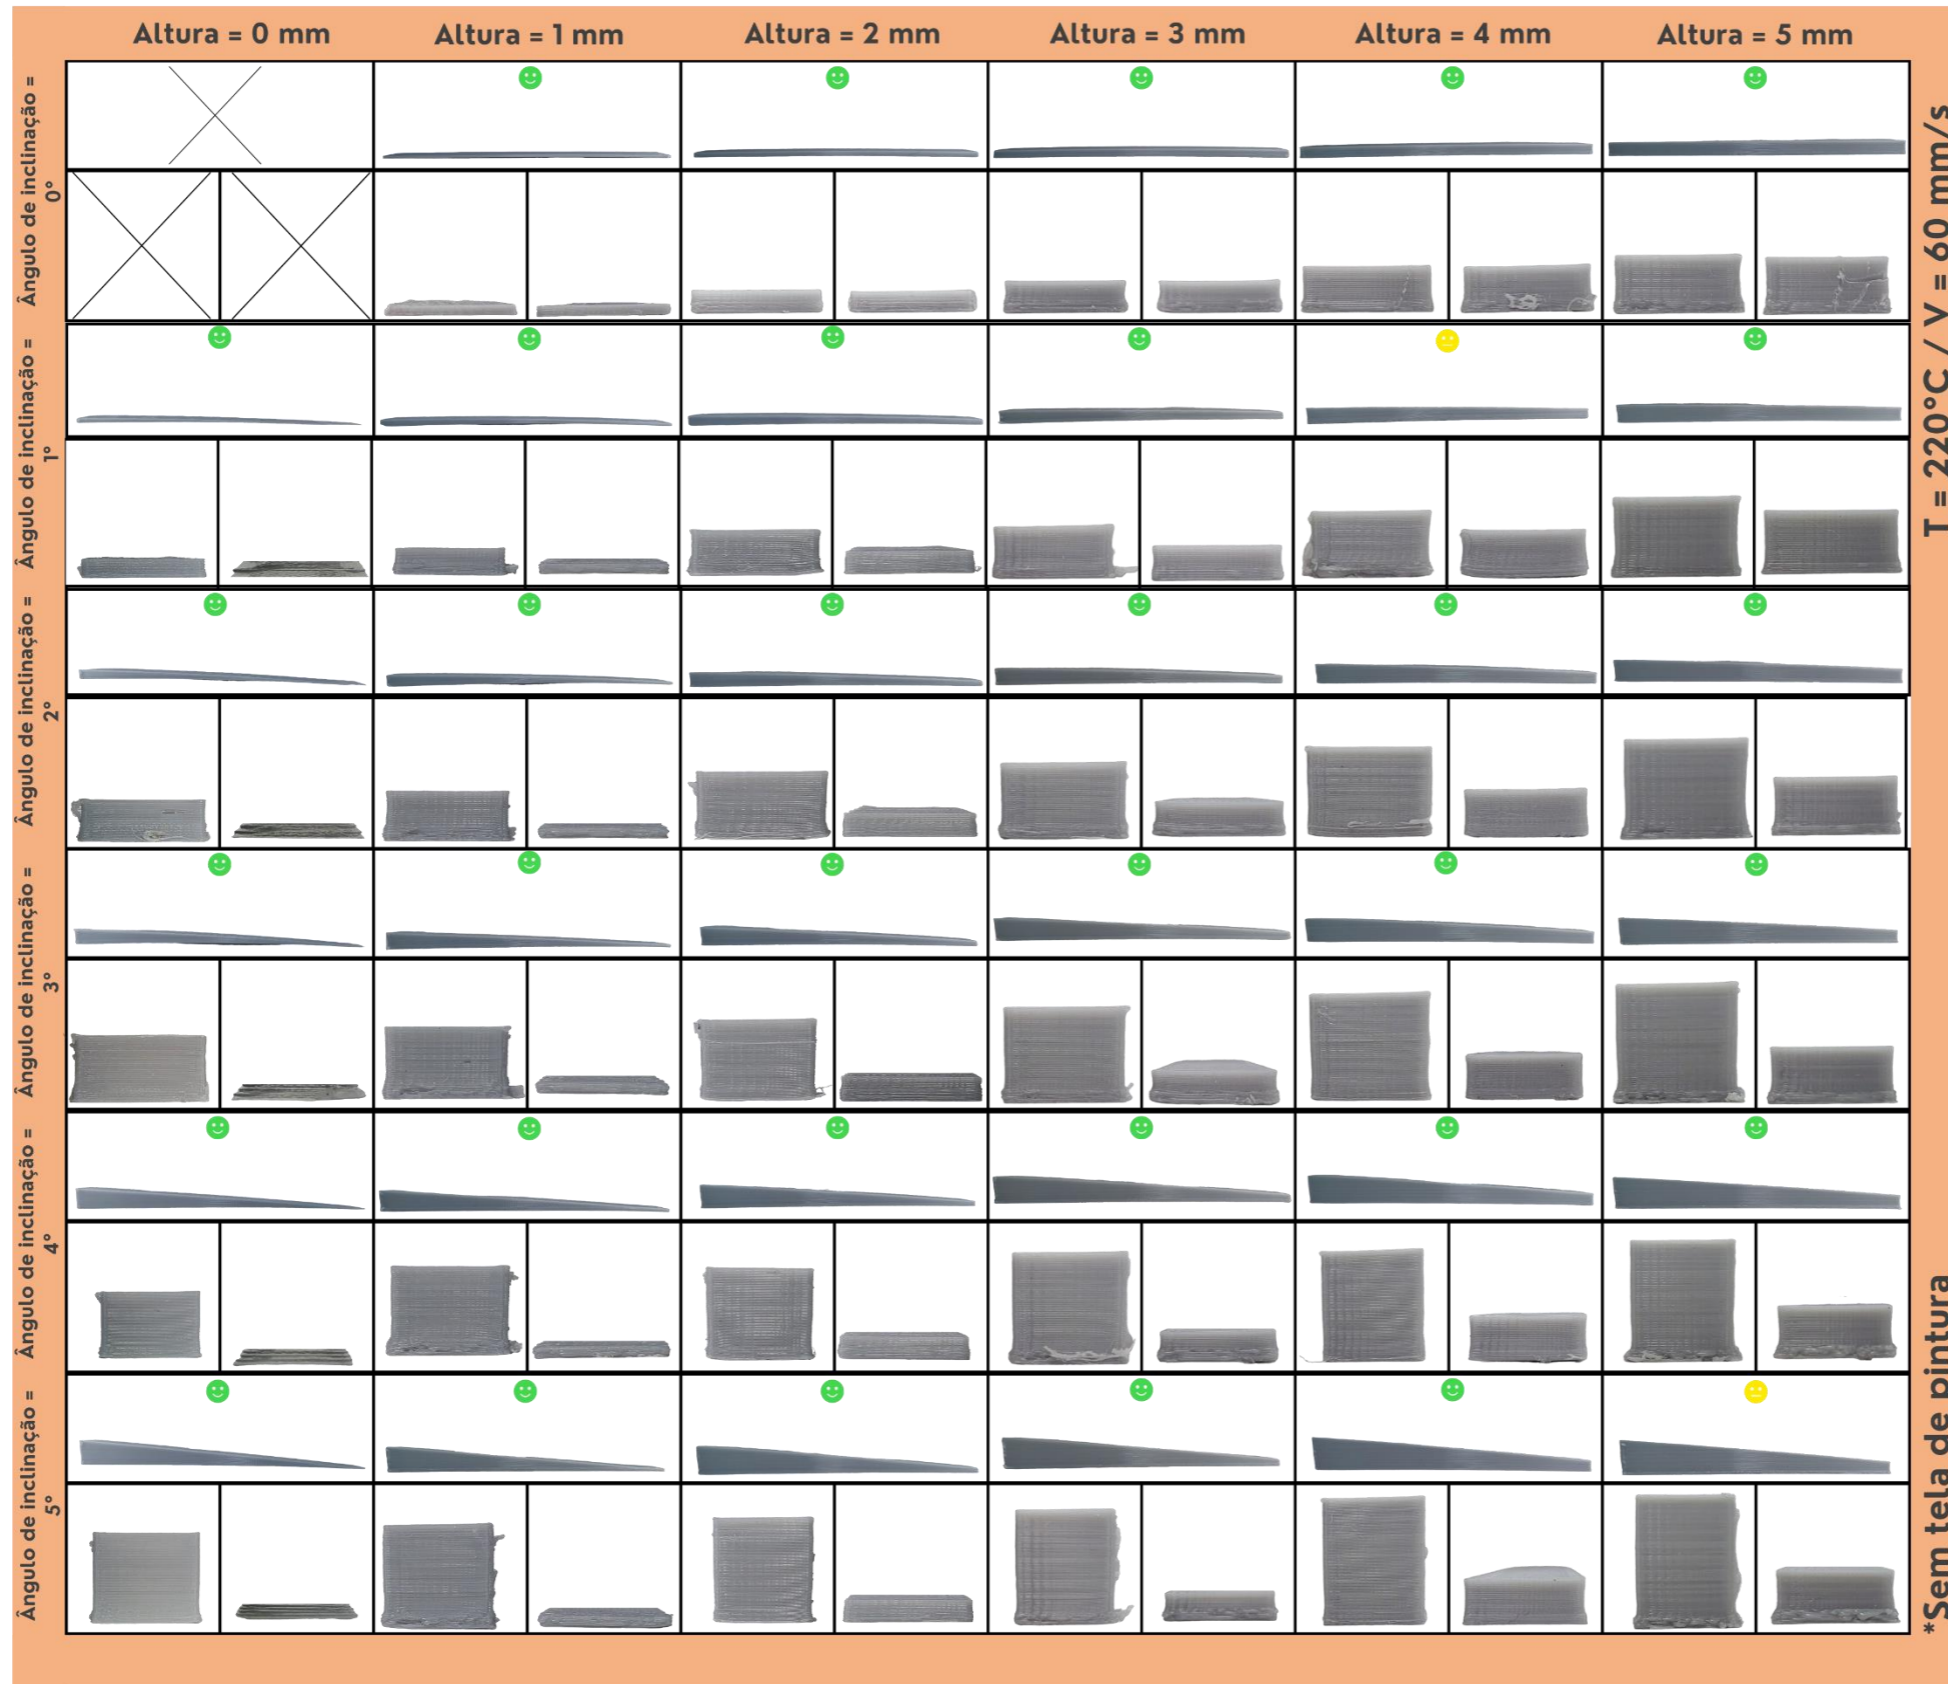 Altura = 0 mm
Altura = 1 mm
Altura = 2 mm
Altura = 3 mm
Altura = 4 mm
Altura = 5 mm
Ângulo de inclinação =
0°
Ângulo de inclinação =
1°
Ângulo de inclinação =
2°
Ângulo de inclinação =
3°
Ângulo de inclinação =
4°
Ângulo de inclinação =
5°
T = 220°C / V = 60 mm/s
*Sem tela de pintura